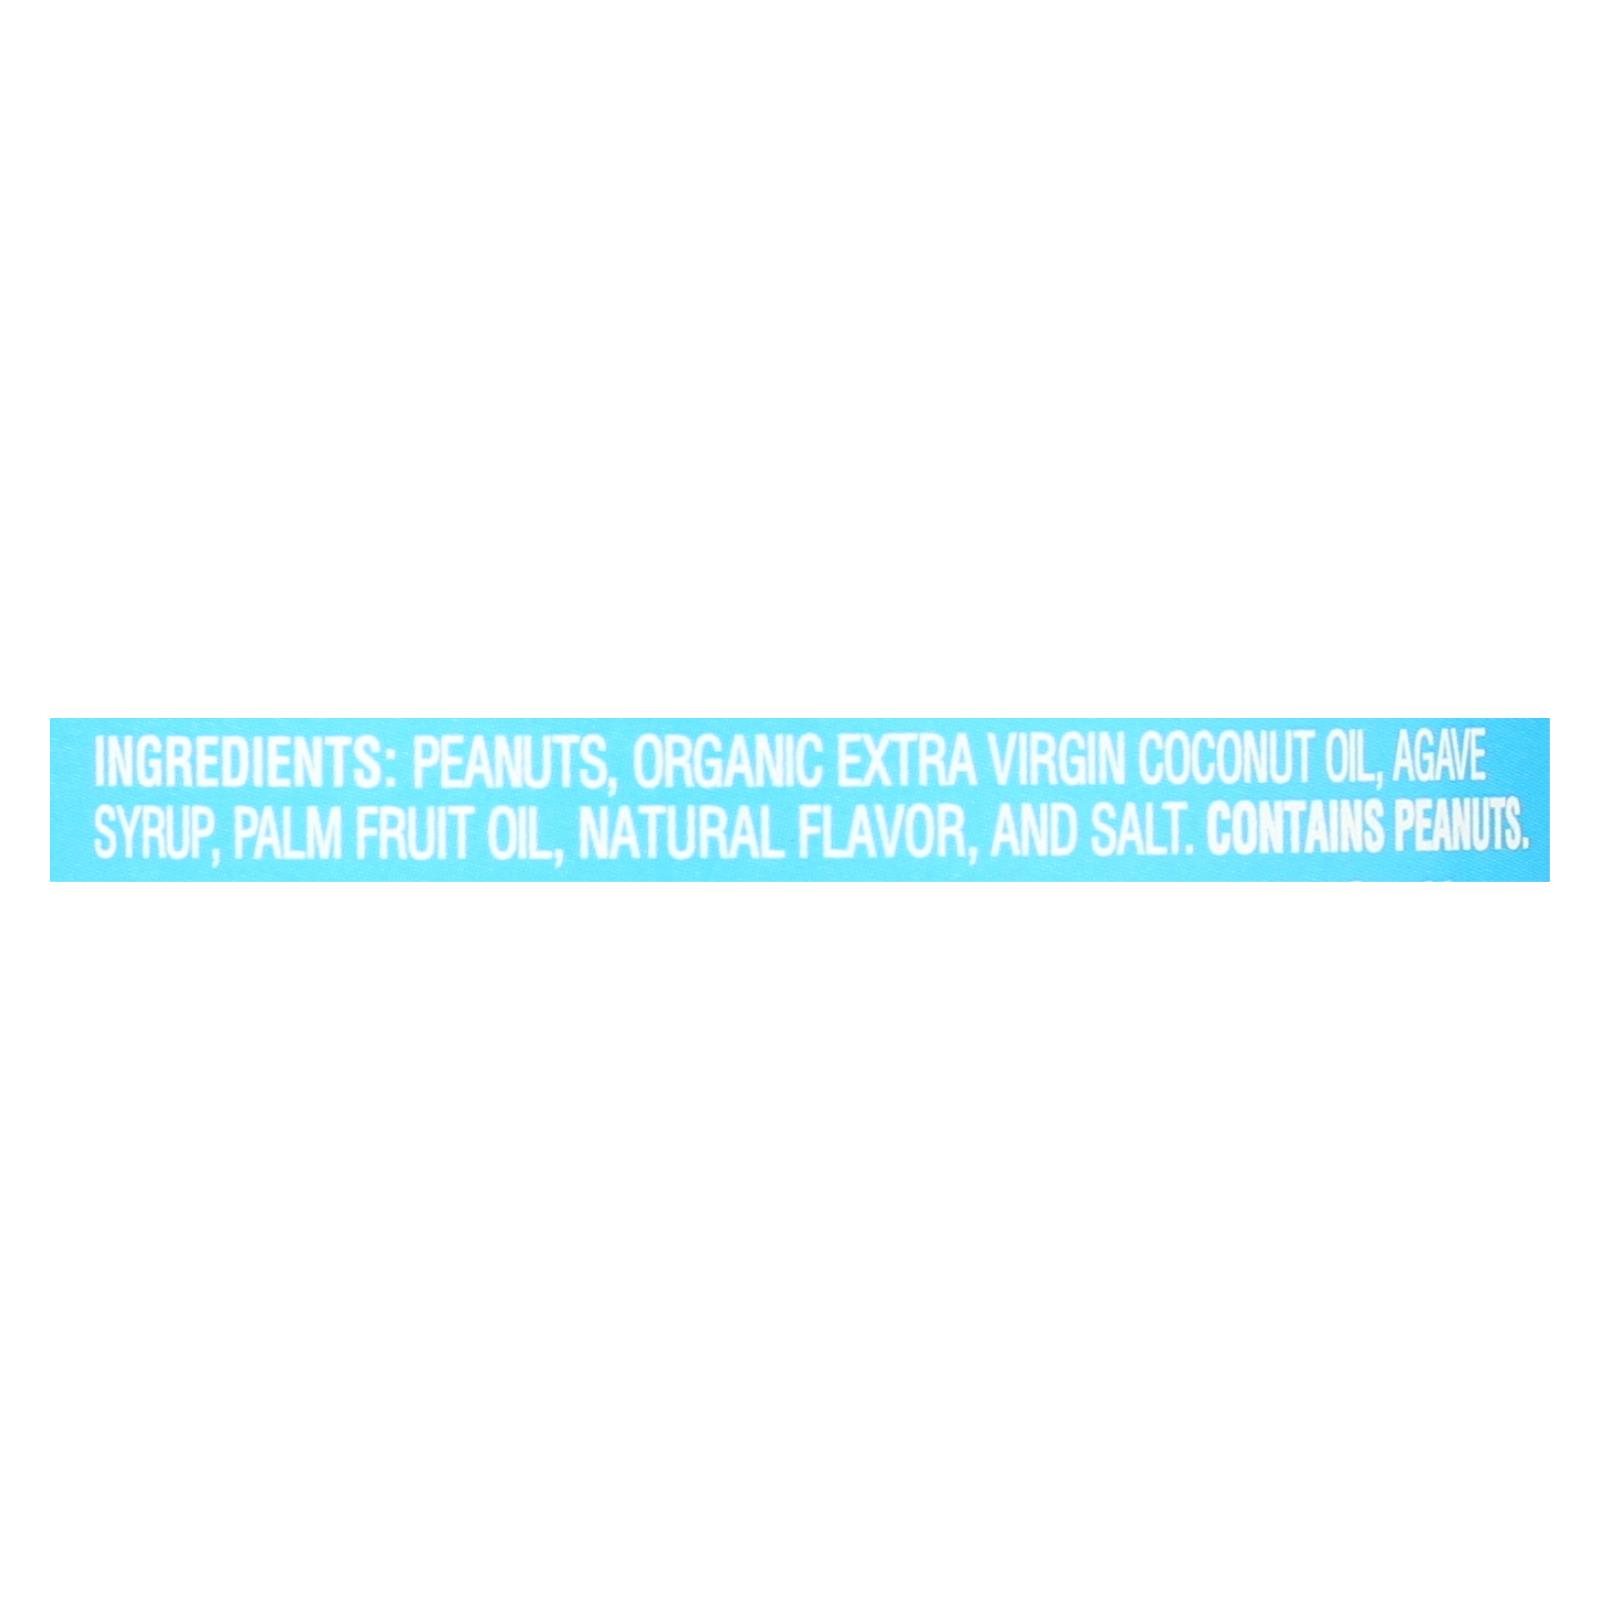 INGREDIENTS: PEANUTS, ORGANIC EXTRA VIRGIN COCONUT OIL, AGAVE
SYRUP, PALM FRUIT OIL, NATURAL FLAVOR, AND SALT. CONTAINS PEANUTS.